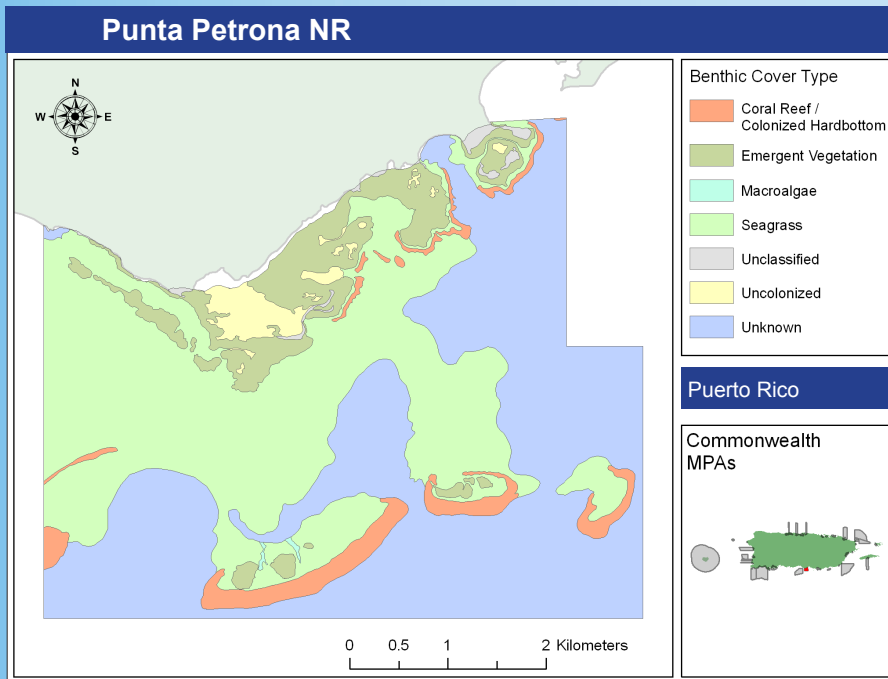 Punta Petrona NR
N
W
E
S
Benthic Cover Type
Coral Reef /
Colonized Hardbottom
Emergent Vegetation
Macroalgae
Seagrass
Unclassified
Uncolonized
Unknown
Puerto Rico
Commonwealth
MPAs
0 0.5 1 2 Kilometers